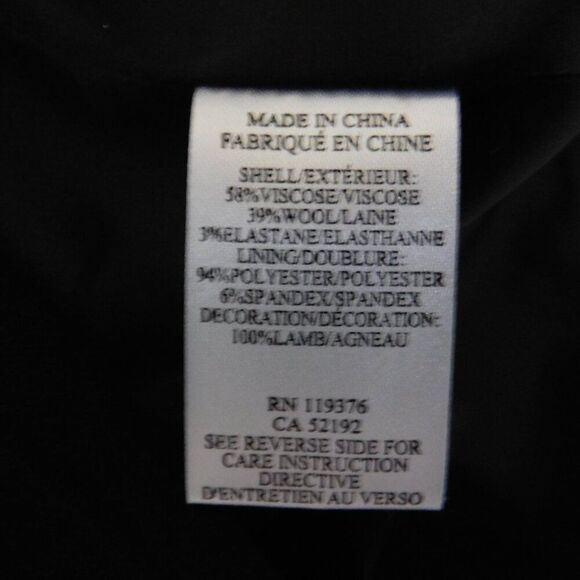 MADE IN CHINA
FABRIQUÉ EN CHINE
SHELL/EXTÉRIEUR:
58%VISCOSE/VISCOSE
39%WOOL/LAINE
3%ELASTANE/ELASTHANNE
LINING/DOUBLURE:
94%POLYESTER/POLYESTER
6%SPANDEX/SPANDEX
DECORATION/DÉCORATION:
100%LAMB/AGNEAU
RN 119376
CA 52192
SEE REVERSE SIDE FOR
CARE INSTRUCTION
DIRECTIVE
D'ENTRETIEN AU VERSO